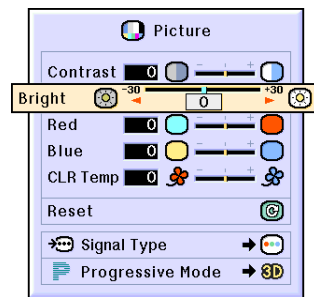 Picture
Contrast 0 - +
Bright -30 0 +30
Red 0 - +
Blue 0 - +
CLR Temp 0 - +
Reset
Signal Type
Progressive Mode 3D